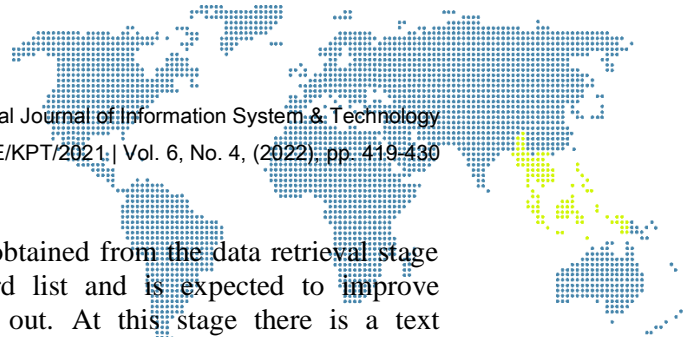 al Journal of Information System & Technology
E/KPT/2021 | Vol. 6, No. 4, (2022), pp. 419-430
obtained from the data retrieval stage
rd list and is expected to improve
out. At this stage there is a text